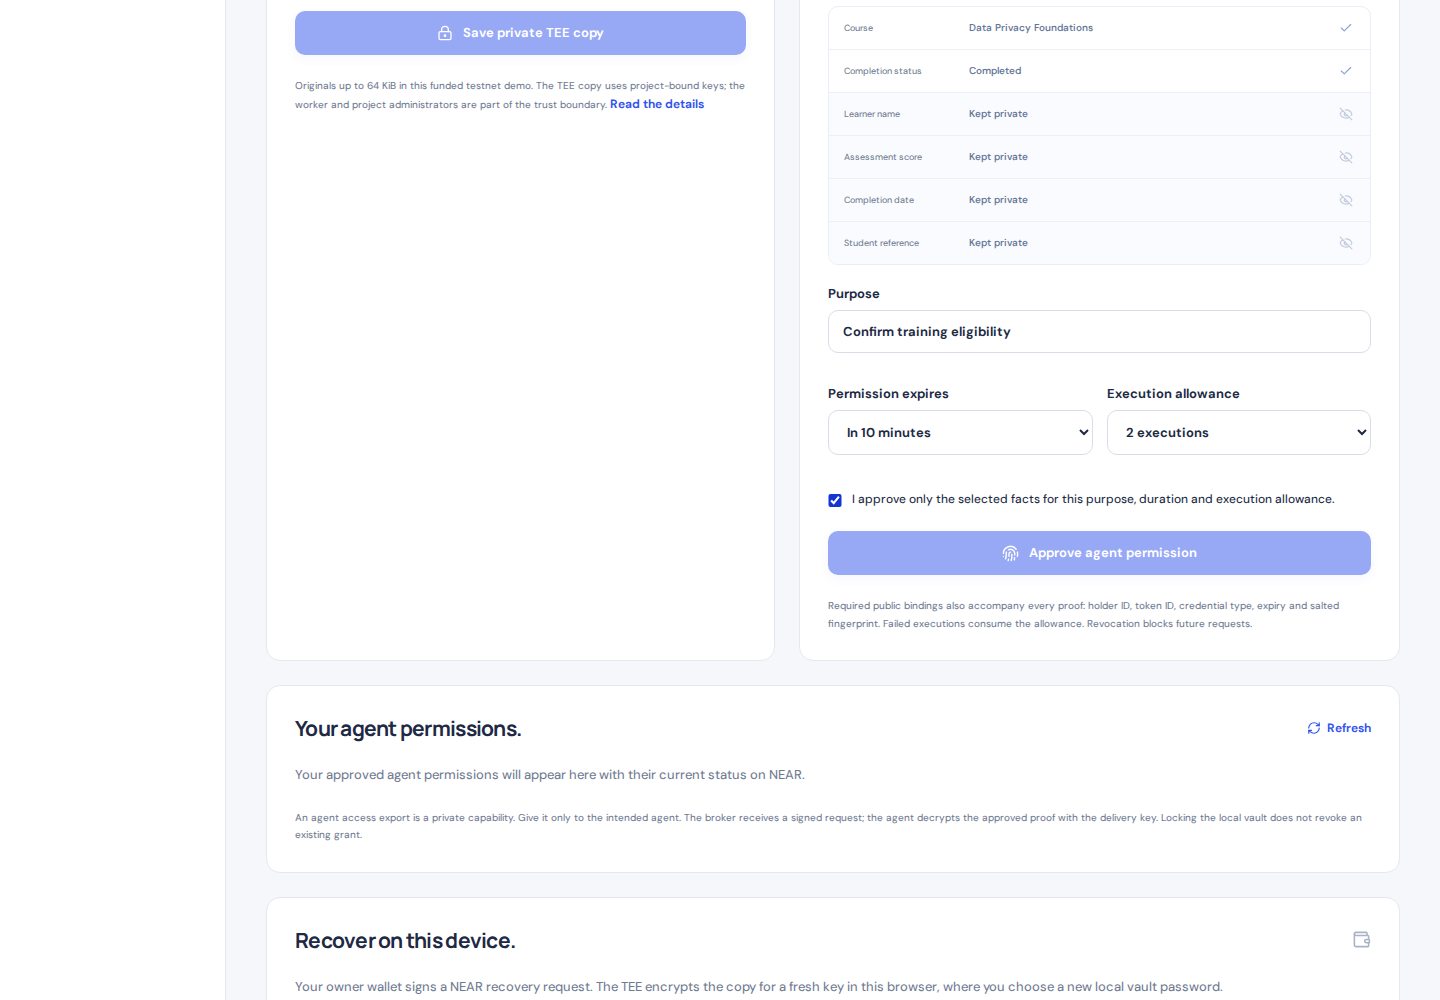 Save private TEE copy
Originals up to 64 KiB in this funded testnet demo. The TEE copy uses project-bound keys; the
worker and project administrators are part of the trust boundary. Read the details
Course Data Privacy Foundations
Completion status Completed
Learner name Kept private
Assessment score Kept private
Completion date Kept private
Student reference Kept private
Purpose
Confirm training eligibility
Permission expires Execution allowance
In 10 minutes 2 executions
I approve only the selected facts for this purpose, duration and execution allowance.
Approve agent permission
Required public bindings also accompany every proof: holder ID, token ID, credential type, expiry and salted
fingerprint. Failed executions consume the allowance. Revocation blocks future requests.
Your agent permissions.
Refresh
Your approved agent permissions will appear here with their current status on NEAR.
An agent access export is a private capability. Give it only to the intended agent. The broker receives a signed request; the agent decrypts the approved proof with the delivery key. Locking the local vault does not revoke an
existing grant.
Recover on this device.
Your owner wallet signs a NEAR recovery request. The TEE encrypts the copy for a fresh key in this browser, where you choose a new local vault password.